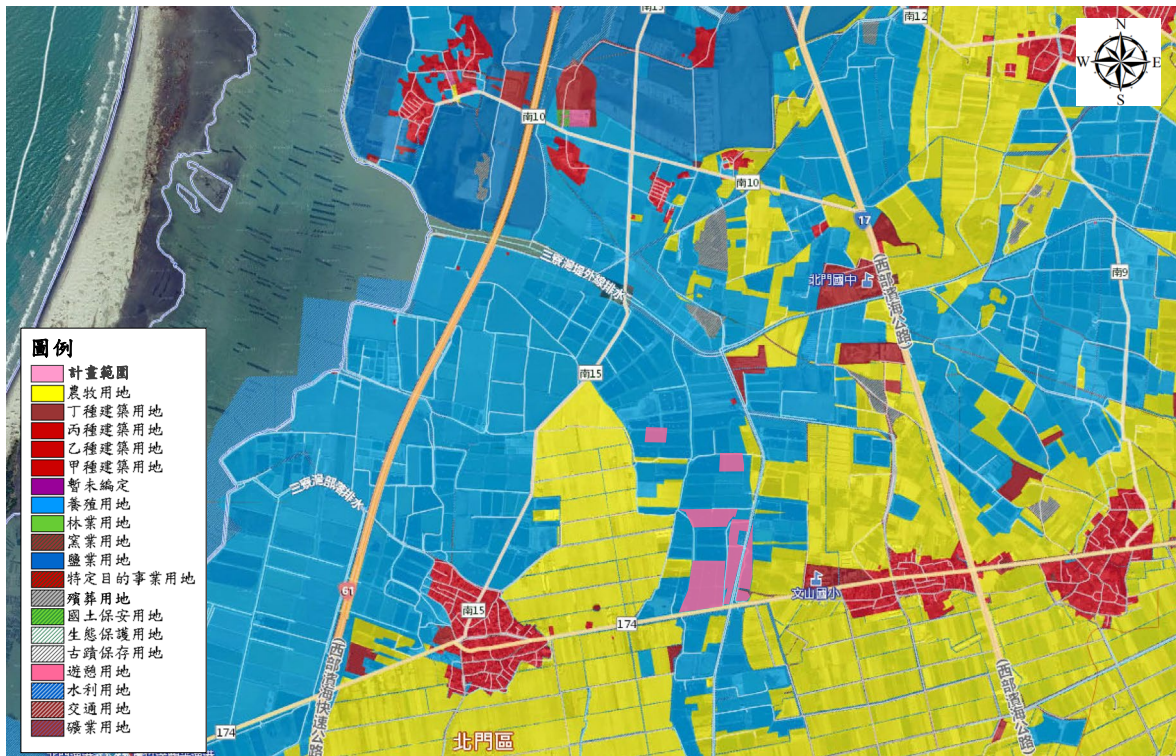 南15
南12
N
W
E
S
南10
南10
17
北門國中
(西部濱海公路)
南9
三寮灣堀外線排水
南15
三寮灣部落排水
圖例
計畫範圍
農牧用地
丁種建築用地
丙種建築用地
乙種建築用地
甲種建築用地
暫未編定
養殖用地
林業用地
窯業用地
鹽業用地
特定目的事業用地
殯葬用地
國土保安用地
生態保護用地
古蹟保存用地
遊憩用地
水利用地
交通用地
礦業用地
61
南15
174
文山國小
(西部濱海快速公路
(西部濱海公路)
174
北門區